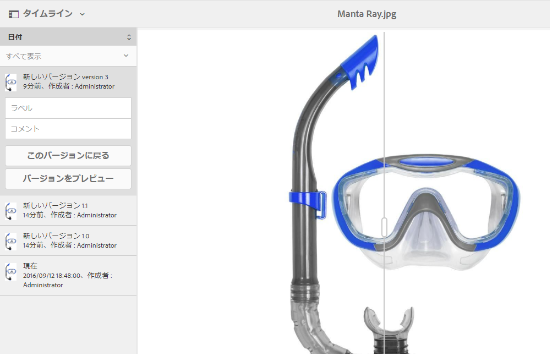 タイムライン
Manta Ray.jpg
日付
すべて表示
新しいバージョン version 3
9分前、作成者 : Administrator
ラベル
コメント
このバージョンに戻る
バージョンをプレビュー
新しいバージョン 1.1
14分前、作成者 : Administrator
新しいバージョン 1.0
14分前、作成者 : Administrator
現在
2016/09/12 18:48:00、作成者 :
Administrator